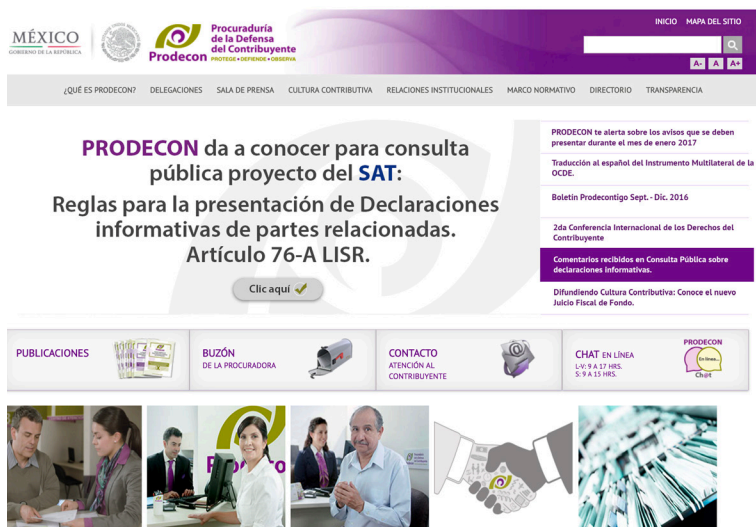 INICIO MAPA DEL SITIO
MÉXICO
GOBIERNO DE LA REPÚBLICA
Prodecon
Procuraduría
de la Defensa
del Contribuyente
PROTEGE • DEFIENDE • OBSERVA
A- A A+
¿QUÉ ES PRODECON? DELEGACIONES SALA DE PRENSA CULTURA CONTRIBUTIVA RELACIONES INSTITUCIONALES MARCO NORMATIVO DIRECTORIO TRANSPARENCIA
PRODECON da a conocer para consulta
pública proyecto del SAT:
Reglas para la presentación de Declaraciones
informativas de partes relacionadas.
Artículo 76-A LISR.
Clic aquí
PRODECON te alerta sobre los avisos que se deben
presentar durante el mes de enero 2017
Traducción al español del Instrumento Multilateral de la
OCDE.
Boletín Prodecontigo Sept. - Dic. 2016
2da Conferencia Internacional de los Derechos del
Contribuyente
Comentarios recibidos en Consulta Pública sobre
declaraciones informativas.
Difundiendo Cultura Contributiva: Conoce el nuevo
Juicio Fiscal de Fondo.
PUBLICACIONES
BUZÓN
DE LA PROCURADORA
CONTACTO
ATENCIÓN AL
CONTRIBUYENTE
CHAT EN LÍNEA
L-V: 9 A 17 HRS.
S: 9 A 15 HRS.
PRODECON
En línea...
Ch@t